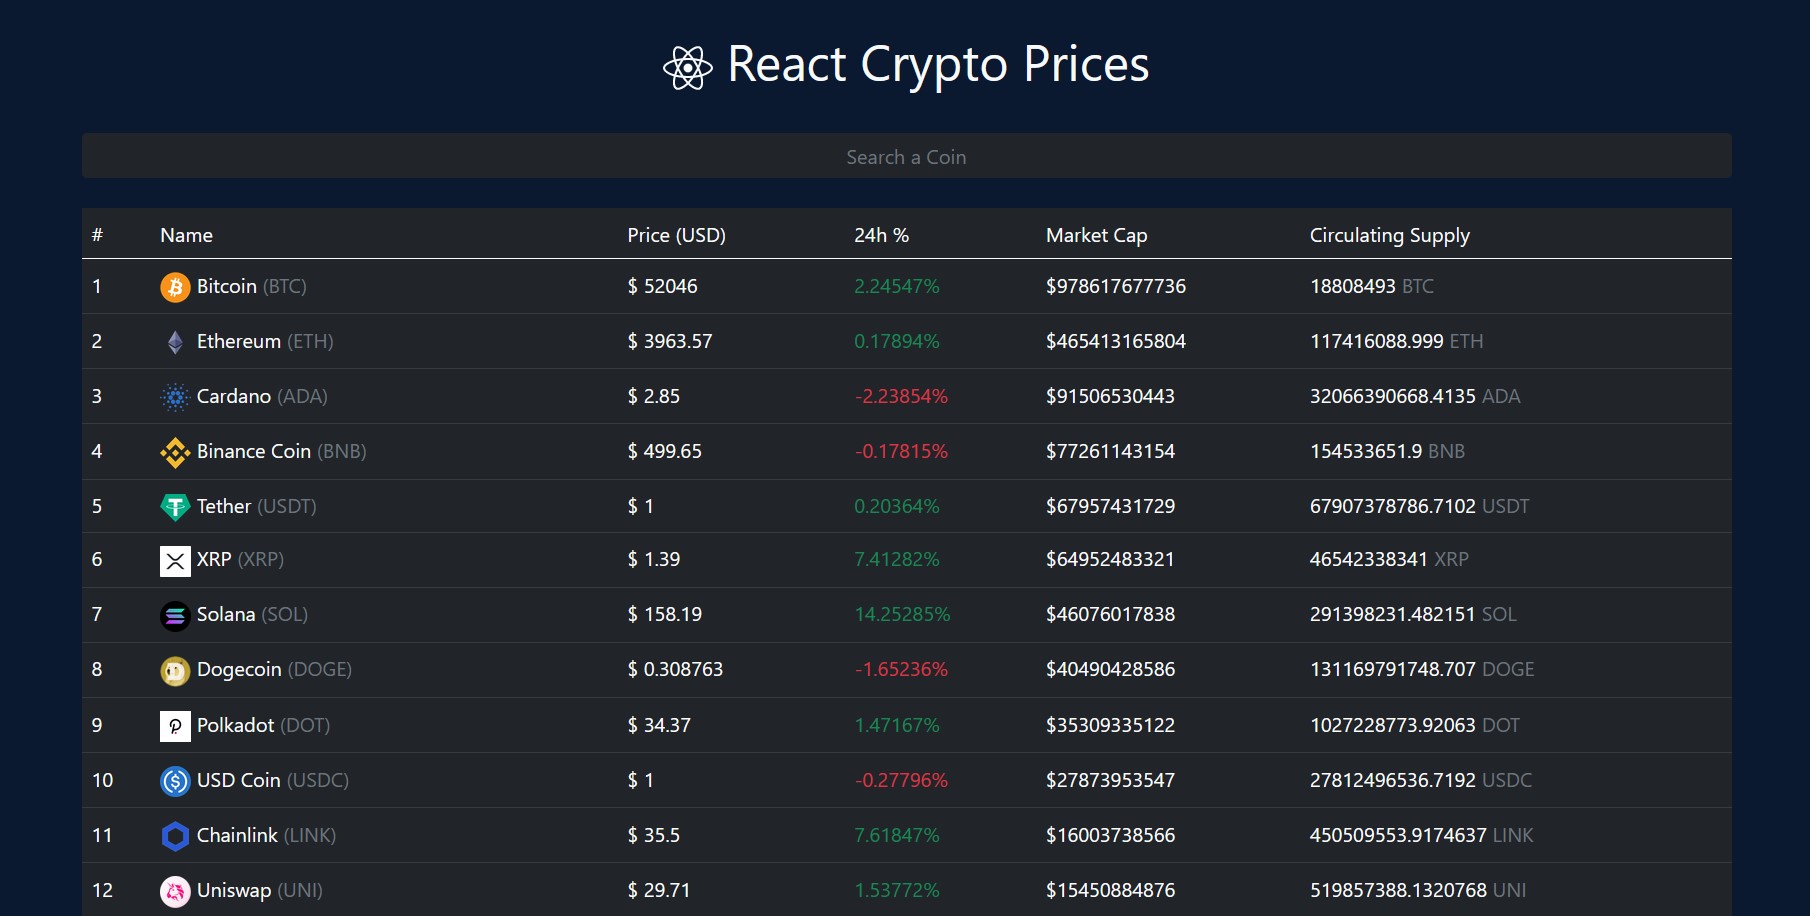 React Crypto Prices
Search a Coin
# Name Price (USD) 24h % Market Cap Circulating Supply
1 Bitcoin (BTC) $ 52046 2.24547% $978617677736 18808493 BTC
2 Ethereum (ETH) $ 3963.57 0.17894% $465413165804 117416088.999 ETH
3 Cardano (ADA) $ 2.85 -2.23854% $91506530443 32066390668.4135 ADA
4 Binance Coin (BNB) $ 499.65 -0.17815% $77261143154 154533651.9 BNB
5 Tether (USDT) $ 1 0.20364% $67957431729 67907378786.7102 USDT
6 XRP (XRP) $ 1.39 7.41282% $64952483321 46542338341 XRP
7 Solana (SOL) $ 158.19 14.25285% $46076017838 291398231.482151 SOL
8 Dogecoin (DOGE) $ 0.308763 -1.65236% $40490428586 131169791748.707 DOGE
9 Polkadot (DOT) $ 34.37 1.47167% $35309335122 1027228773.92063 DOT
10 USD Coin (USDC) $ 1 -0.27796% $27873953547 27812496536.7192 USDC
11 Chainlink (LINK) $ 35.5 7.61847% $16003738566 450509553.9174637 LINK
12 Uniswap (UNI) $ 29.71 1.53772% $15450884876 519857388.1320768 UNI